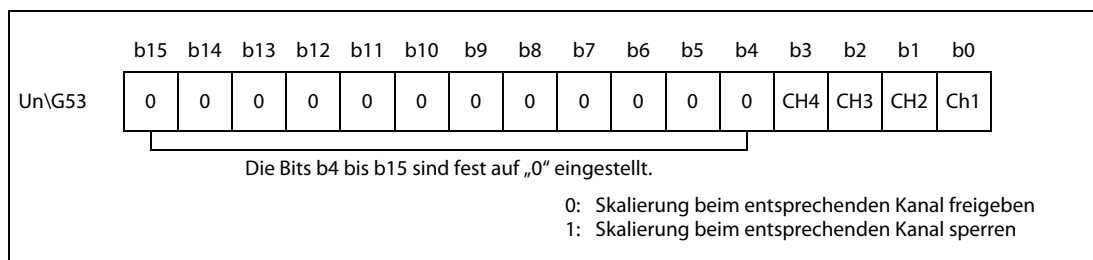 b15 b14 b13 b12 b11 b10 b9 b8 b7 b6 b5 b4 b3 b2 b1 b0
Un\G53 0 0 0 0 0 0 0 0 0 0 0 0 CH4 CH3 CH2 Ch1
Die Bits b4 bis b15 sind fest auf „0“ eingestellt.
0: Skalierung beim entsprechenden Kanal freigeben
1: Skalierung beim entsprechenden Kanal sperren